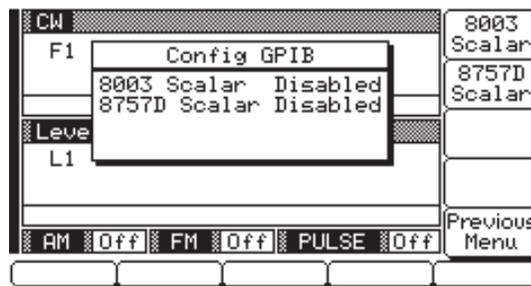 CW
F1
Config GPIB
8003 Scalar Disabled
8757D Scalar Disabled
Leve
L1
AM Off FM Off PULSE Off
8003
Scalar
8757D
Scalar
Previous
Menu